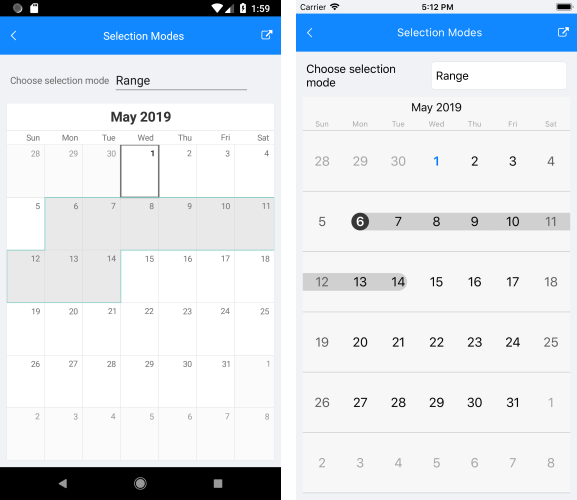 1:59
Selection Modes
Choose selection mode Range
May 2019
Sun Mon Tue Wed Thu Fri Sat
28 29 30 1 2 3 4
5 6 7 8 9 10 11
12 13 14 15 16 17 18
19 20 21 22 23 24 25
26 27 28 29 30 31 1
2 3 4 5 6 7 8
Carrier 5:12 PM
Selection Modes
Choose selection
mode
Range
May 2019
Sun Mon Tue Wed Thu Fri Sat
28 29 30 1 2 3 4
5 6 7 8 9 10 11
12 13 14 15 16 17 18
19 20 21 22 23 24 25
26 27 28 29 30 31 1
2 3 4 5 6 7 8